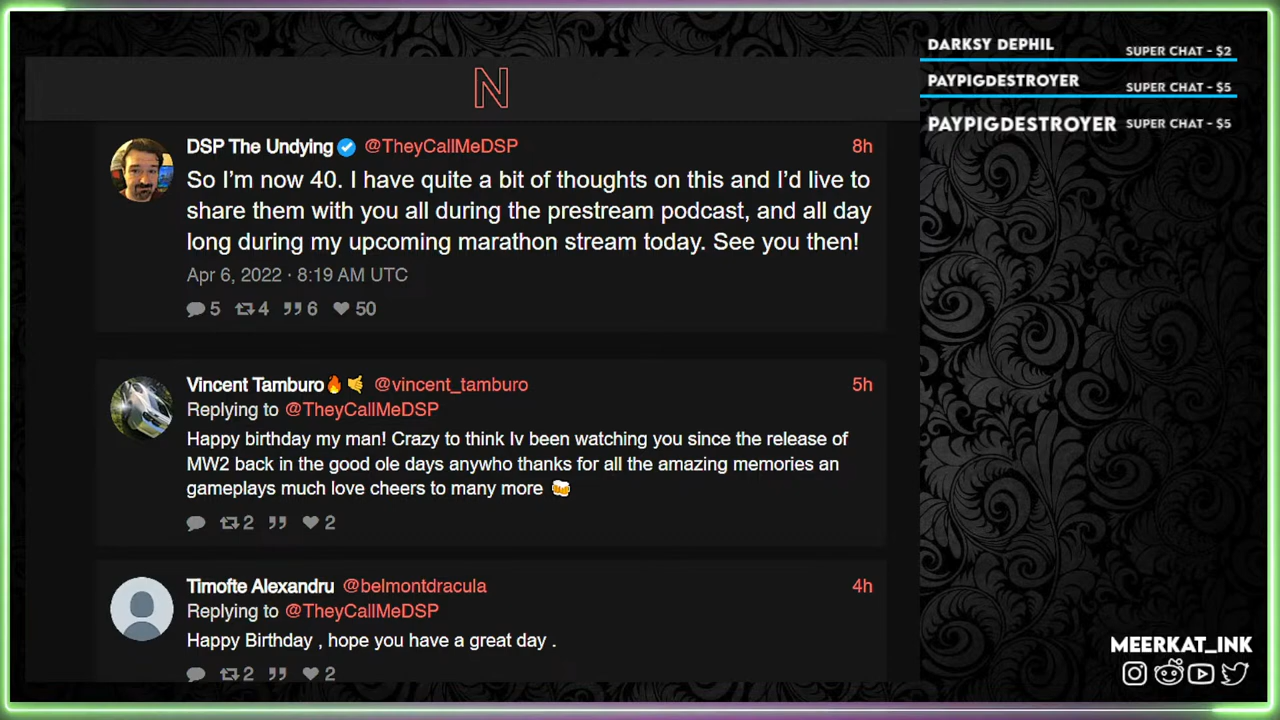 N
DSP The Undying @TheyCallMeDSP 8h
So I'm now 40. I have quite a bit of thoughts on this and I'd live to
share them with you all during the prestream podcast, and all day
long during my upcoming marathon stream today. See you then!
Apr 6, 2022 · 8:19 AM UTC
5 4 6 50
Vincent Tamburo🔥🤙 @vincent_tamburo 5h
Replying to @TheyCallMeDSP
Happy birthday my man! Crazy to think Iv been watching you since the release of
MW2 back in the good ole days anywho thanks for all the amazing memories an
gameplays much love cheers to many more 🍻
2 2
Timofte Alexandru @belmontdracula 4h
Replying to @TheyCallMeDSP
Happy Birthday , hope you have a great day .
2 2
DARKSY DEPHIL SUPER CHAT - $2
PAYPIGDESTROYER SUPER CHAT - $5
PAYPIGDESTROYER SUPER CHAT - $5
MEERKAT_INK